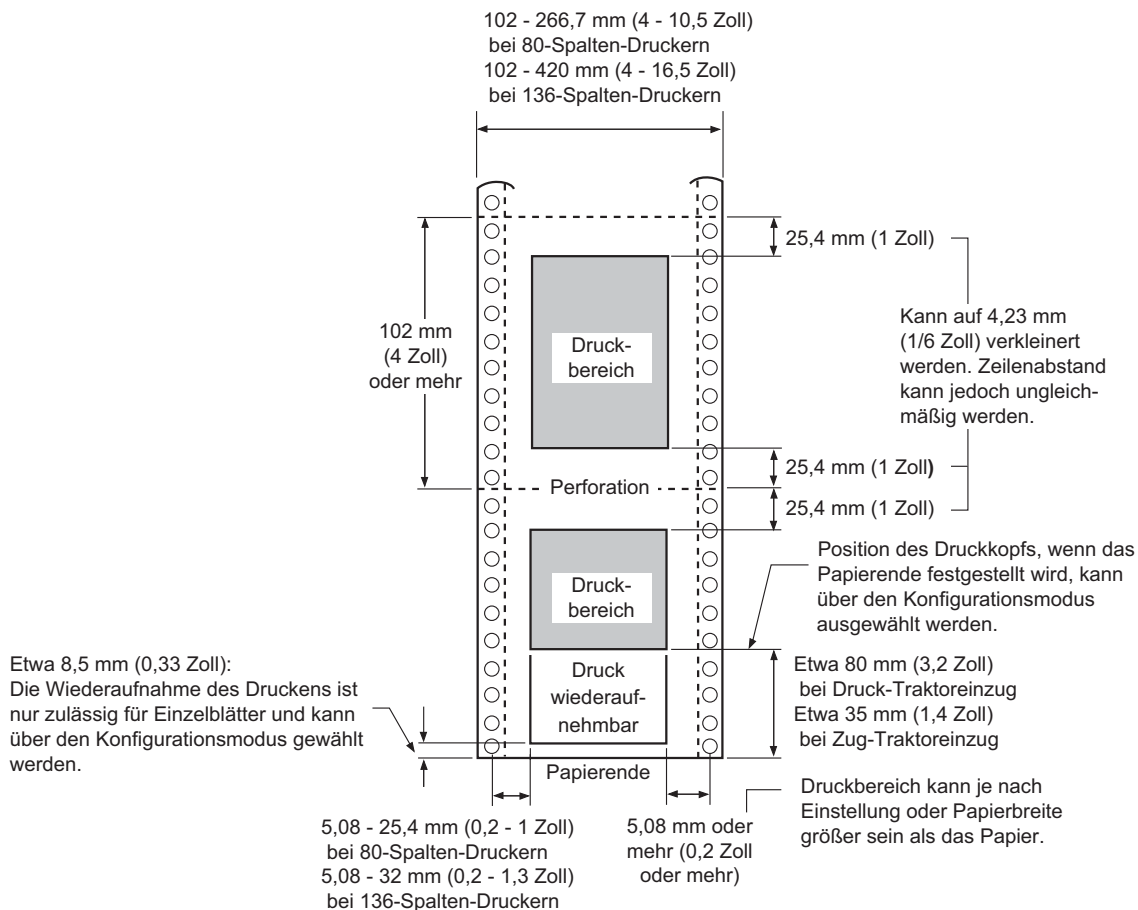 102 - 266,7 mm (4 - 10,5 Zoll)
bei 80-Spalten-Druckern
102 - 420 mm (4 - 16,5 Zoll)
bei 136-Spalten-Druckern
25,4 mm (1 Zoll)
102 mm
(4 Zoll)
oder mehr
Druck-
bereich
Kann auf 4,23 mm
(1/6 Zoll) verkleinert
werden. Zeilenabstand
kann jedoch ungleich-
mäßig werden.
25,4 mm (1 Zoll)
Perforation
25,4 mm (1 Zoll)
Druck-
bereich
Position des Druckkopfs, wenn das
Papierende festgestellt wird, kann
über den Konfigurationsmodus
ausgewählt werden.
Etwa 8,5 mm (0,33 Zoll):
Die Wiederaufnahme des Druckens ist
nur zulässig für Einzelblätter und kann
über den Konfigurationsmodus gewählt
werden.
Druck
wiederauf-
nehmbar
Etwa 80 mm (3,2 Zoll)
bei Druck-Traktoreinzug
Etwa 35 mm (1,4 Zoll)
bei Zug-Traktoreinzug
Papierende
5,08 - 25,4 mm (0,2 - 1 Zoll)
bei 80-Spalten-Druckern
5,08 - 32 mm (0,2 - 1,3 Zoll)
bei 136-Spalten-Druckern
5,08 mm oder
mehr (0,2 Zoll
oder mehr)
Druckbereich kann je nach
Einstellung oder Papierbreite
größer sein als das Papier.